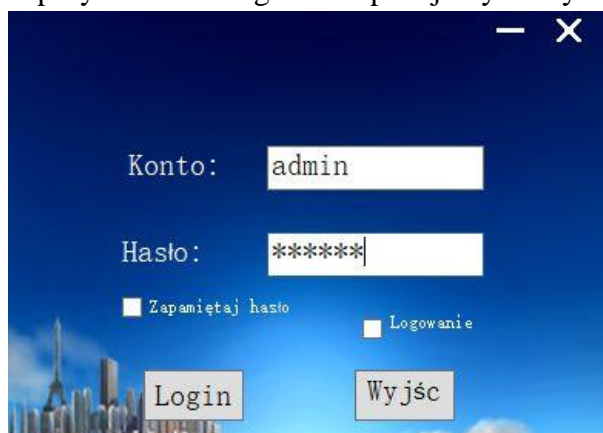 Konto: admin
Hasło: ******
Zapamiętaj hasło
Logowanie
Login Wyjśc